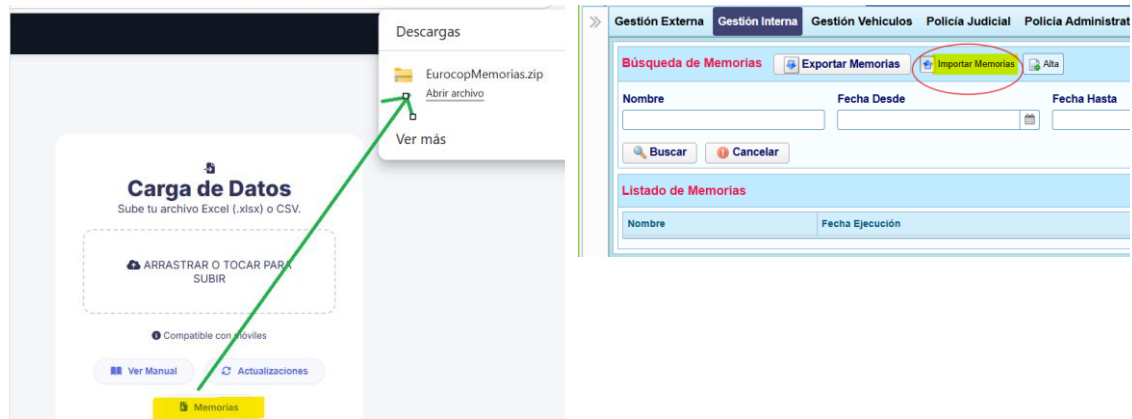 Descargas
EurocopMemorias.zip
Abrir archivo
Ver más
Carga de Datos
Sube tu archivo Excel (.xlsx) o CSV.
ARRASTRAR O TOCAR PARA
SUBIR
Compatible con móviles
Ver Manual
Actualizaciones
Memorias
Gestión Externa Gestión Interna Gestión Vehiculos Policía Judicial Policia Administrat
Búsqueda de Memorias Exportar Memorias Importar Memorias Alta
Nombre Fecha Desde Fecha Hasta
Buscar Cancelar
Listado de Memorias
Nombre Fecha Ejecución